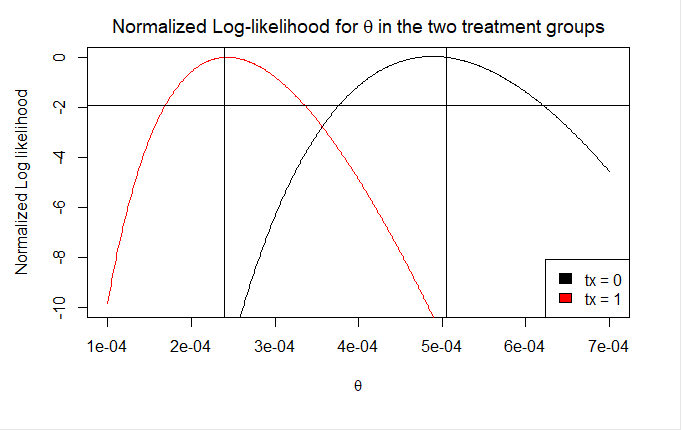 Normalized Log-likelihood for θ in the two treatment groups
Normalized Log likelihood
0
-2
-4
-6
-8
-10
tx = 0
tx = 1
1e-04 2e-04 3e-04 4e-04 5e-04 6e-04 7e-04
θ